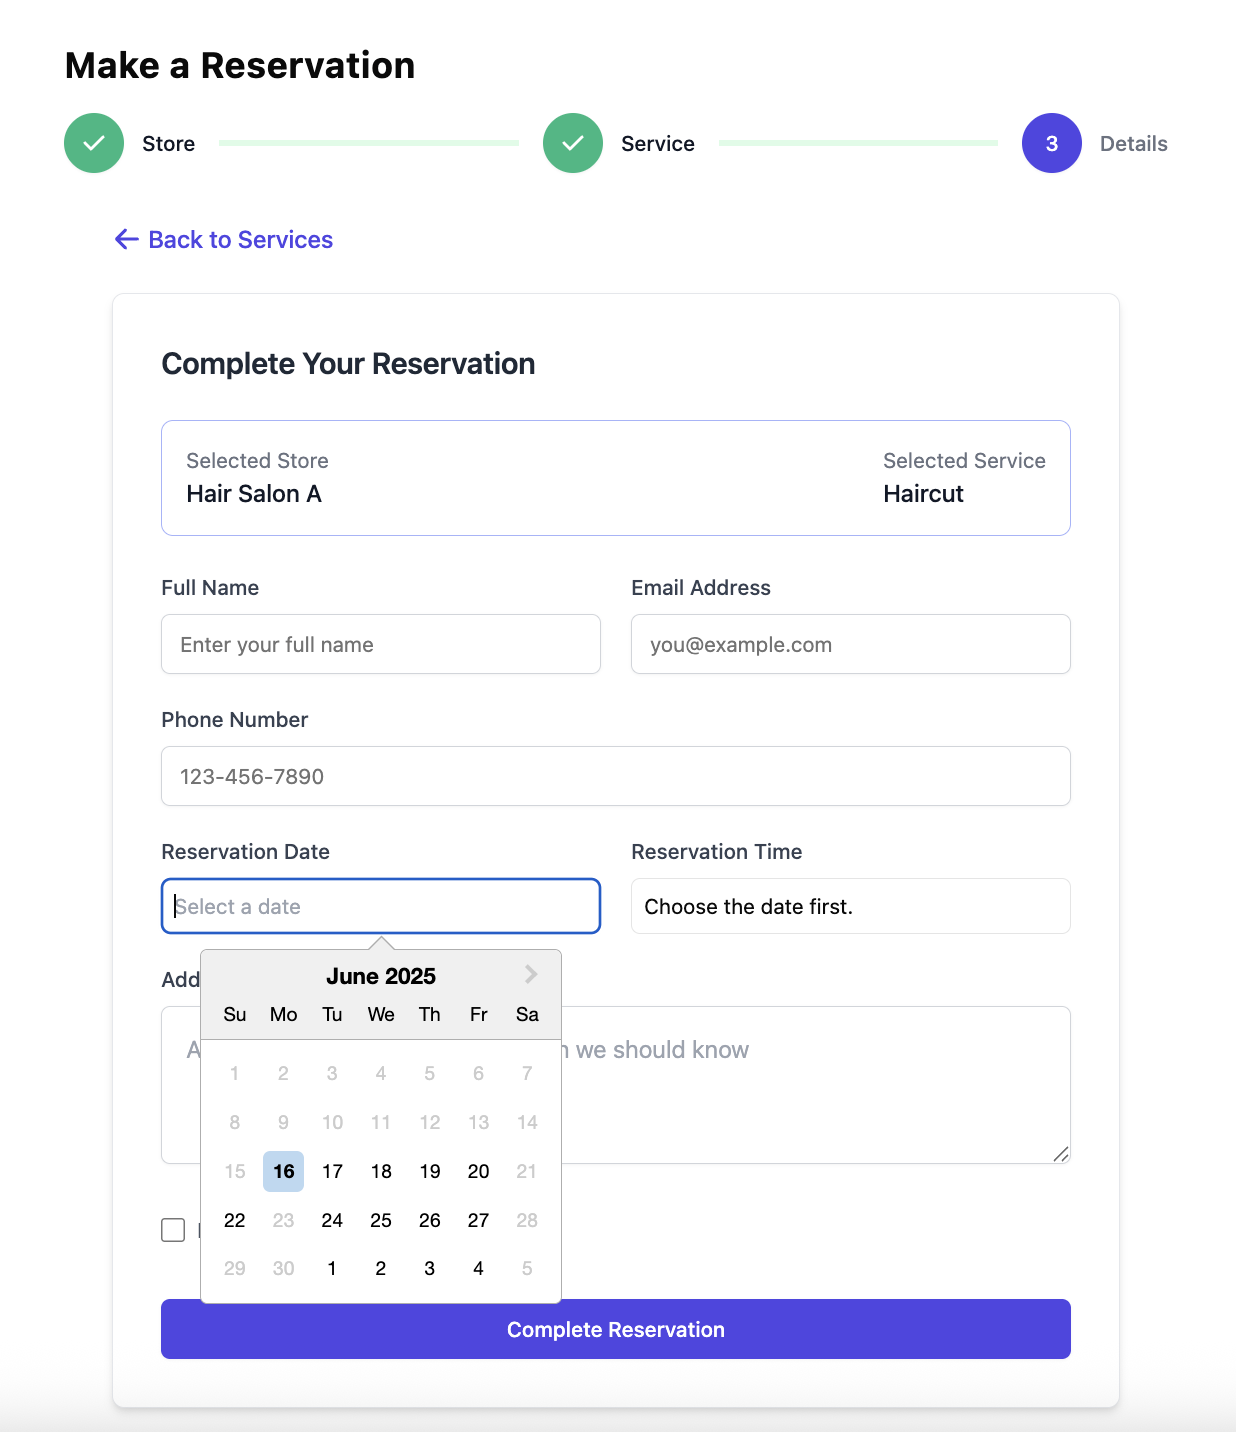 Make a Reservation
Store
Service
3
Details
Back to Services
Complete Your Reservation
Selected Store
Selected Service
Hair Salon A
Haircut
Full Name
Email Address
Enter your full name
you@example.com
Phone Number
123-456-7890
Reservation Date
Reservation Time
Select a date
Choose the date first.
Add
June 2025
Su Mo Tu We Th Fr Sa
we should know
1 2 3 4 5 6 7
8 9 10 11 12 13 14
15 16 17 18 19 20 21
22 23 24 25 26 27 28
29 30 1 2 3 4 5
Complete Reservation